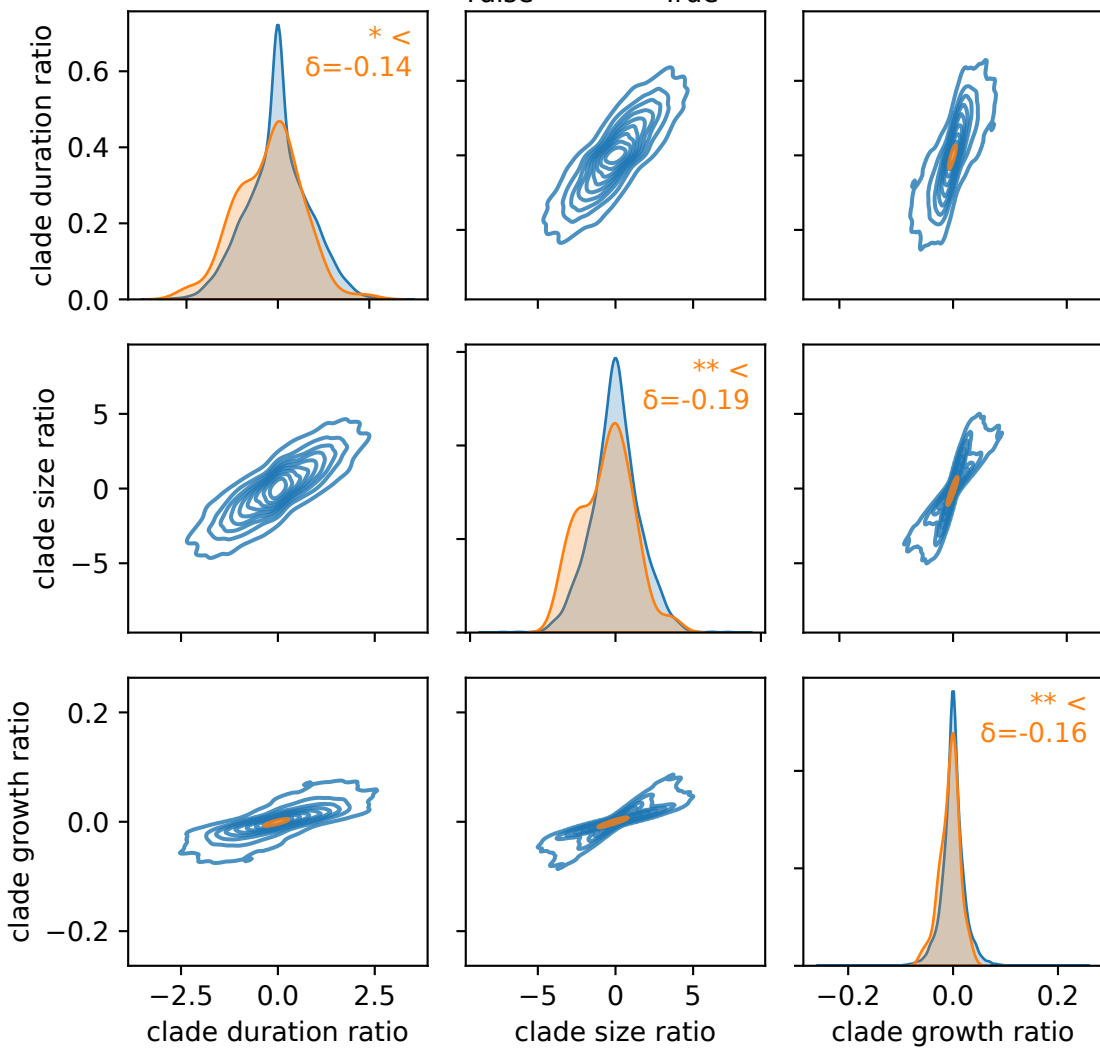 clade duration ratio
0.6
0.4
0.2
0.0
* <
δ=-0.14
clade size ratio
5
0
−5
** <
δ=-0.19
clade growth ratio
0.2
0.0
−0.2
** <
δ=-0.16
−2.5 0.0 2.5
−5 0 5
−0.2 0.0 0.2
clade duration ratio
clade size ratio
clade growth ratio